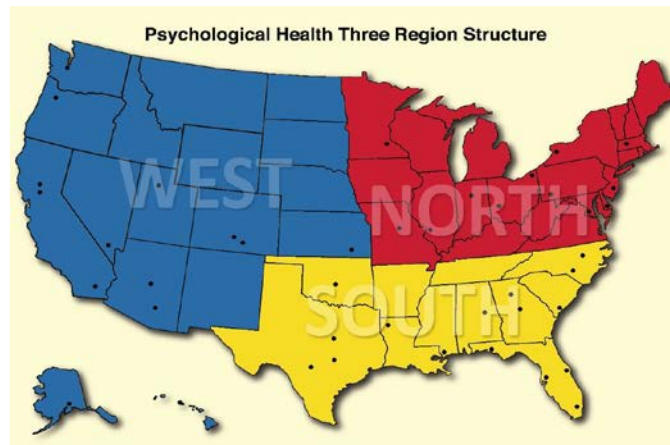 Psychological Health Three Region Structure
WEST
NORTH
SOUTH